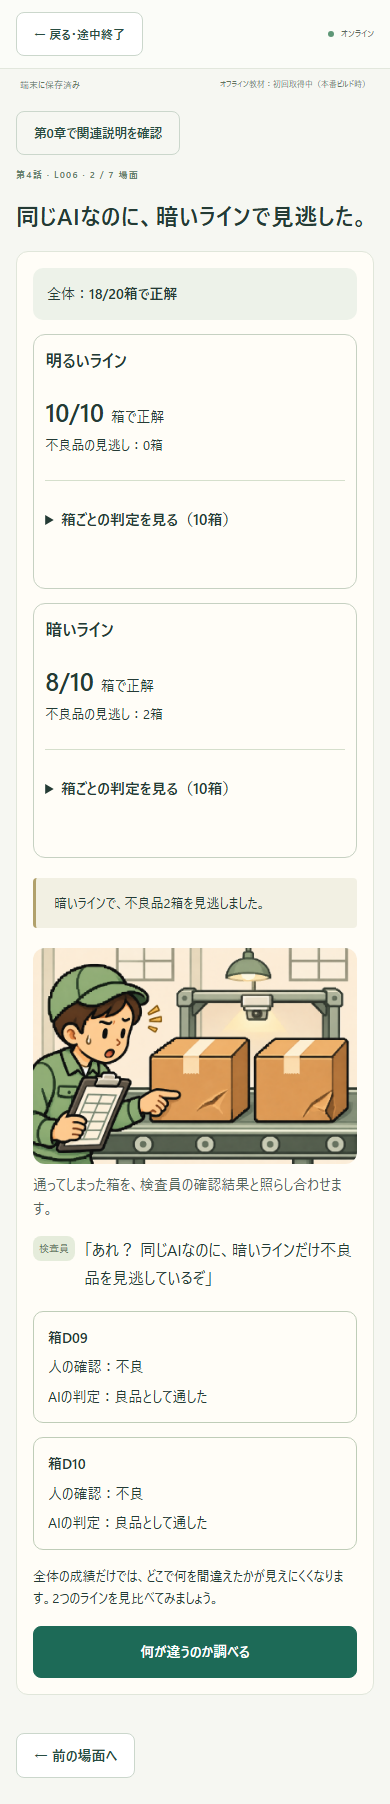 ← 戻る・途中終了
オンライン
端末に保存済み
オフライン教材：初回取得中（本番ビルド時）
第0章で関連説明を確認
第4話 · L006 · 2 / 7 場面
同じAIなのに、暗いラインで見逃した。
全体：18/20箱で正解
明るいライン
10/10 箱で正解
不良品の見逃し：0箱
▶ 箱ごとの判定を見る（10箱）
暗いライン
8/10 箱で正解
不良品の見逃し：2箱
▶ 箱ごとの判定を見る（10箱）
暗いラインで、不良品2箱を見逃しました。
通ってしまった箱を、検査員の確認結果と照らし合わせま
す。
検査員
「あれ？ 同じAIなのに、暗いラインだけ不良
品を見逃しているぞ」
箱D09
人の確認：不良
AIの判定：良品として通した
箱D10
人の確認：不良
AIの判定：良品として通した
全体の成績だけでは、どこで何を間違えたかが見えにくくなりま
す。2つのラインを見比べてみましょう。
何が違うのか調べる
← 前の場面へ